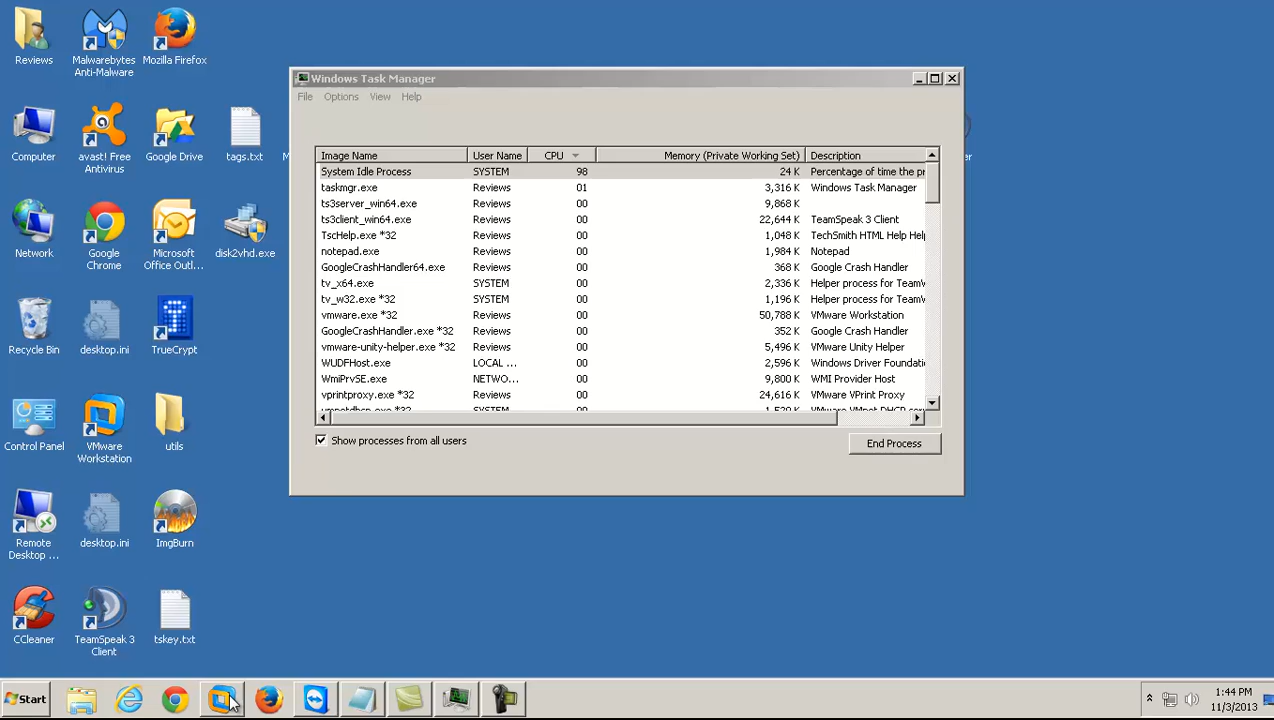 Reviews
Malwarebytes
Anti-Malware
Mozilla Firefox
Computer
avast! Free
Antivirus
Google Drive
tags.txt
Network
Google
Chrome
Microsoft
Office Outl...
disk2vhd.exe
Recycle Bin
desktop.ini
TrueCrypt
Control Panel
VMware
Workstation
utils
Remote
Desktop ...
desktop.ini
ImgBurn
CCleaner
TeamSpeak 3
Client
tskey.txt
Windows Task Manager
File Options View Help
Image Name User Name CPU Memory (Private Working Set) Description
System Idle Process SYSTEM 98 24 K Percentage of time the pr
taskmgr.exe Reviews 01 3,316 K Windows Task Manager
ts3server_win64.exe Reviews 00 9,868 K
ts3client_win64.exe Reviews 00 22,644 K TeamSpeak 3 Client
TscHelp.exe *32 Reviews 00 1,048 K TechSmith HTML Help Help
notepad.exe Reviews 00 1,984 K Notepad
GoogleCrashHandler64.exe Reviews 00 368 K Google Crash Handler
tv_x64.exe SYSTEM 00 2,336 K Helper process for TeamV
tv_w32.exe *32 SYSTEM 00 1,196 K Helper process for TeamV
vmware.exe *32 Reviews 00 50,788 K VMware Workstation
GoogleCrashHandler.exe *32 Reviews 00 352 K Google Crash Handler
vmware-unity-helper.exe *32 Reviews 00 5,496 K VMware Unity Helper
WUDFHost.exe LOCAL ... 00 2,596 K Windows Driver Foundatio
WmiPrvSE.exe NETWO... 00 9,800 K WMI Provider Host
vprintproxy.exe *32 Reviews 00 24,616 K VMware VPrint Proxy
Show processes from all users
End Process
Start
1:44 PM
11/3/2013